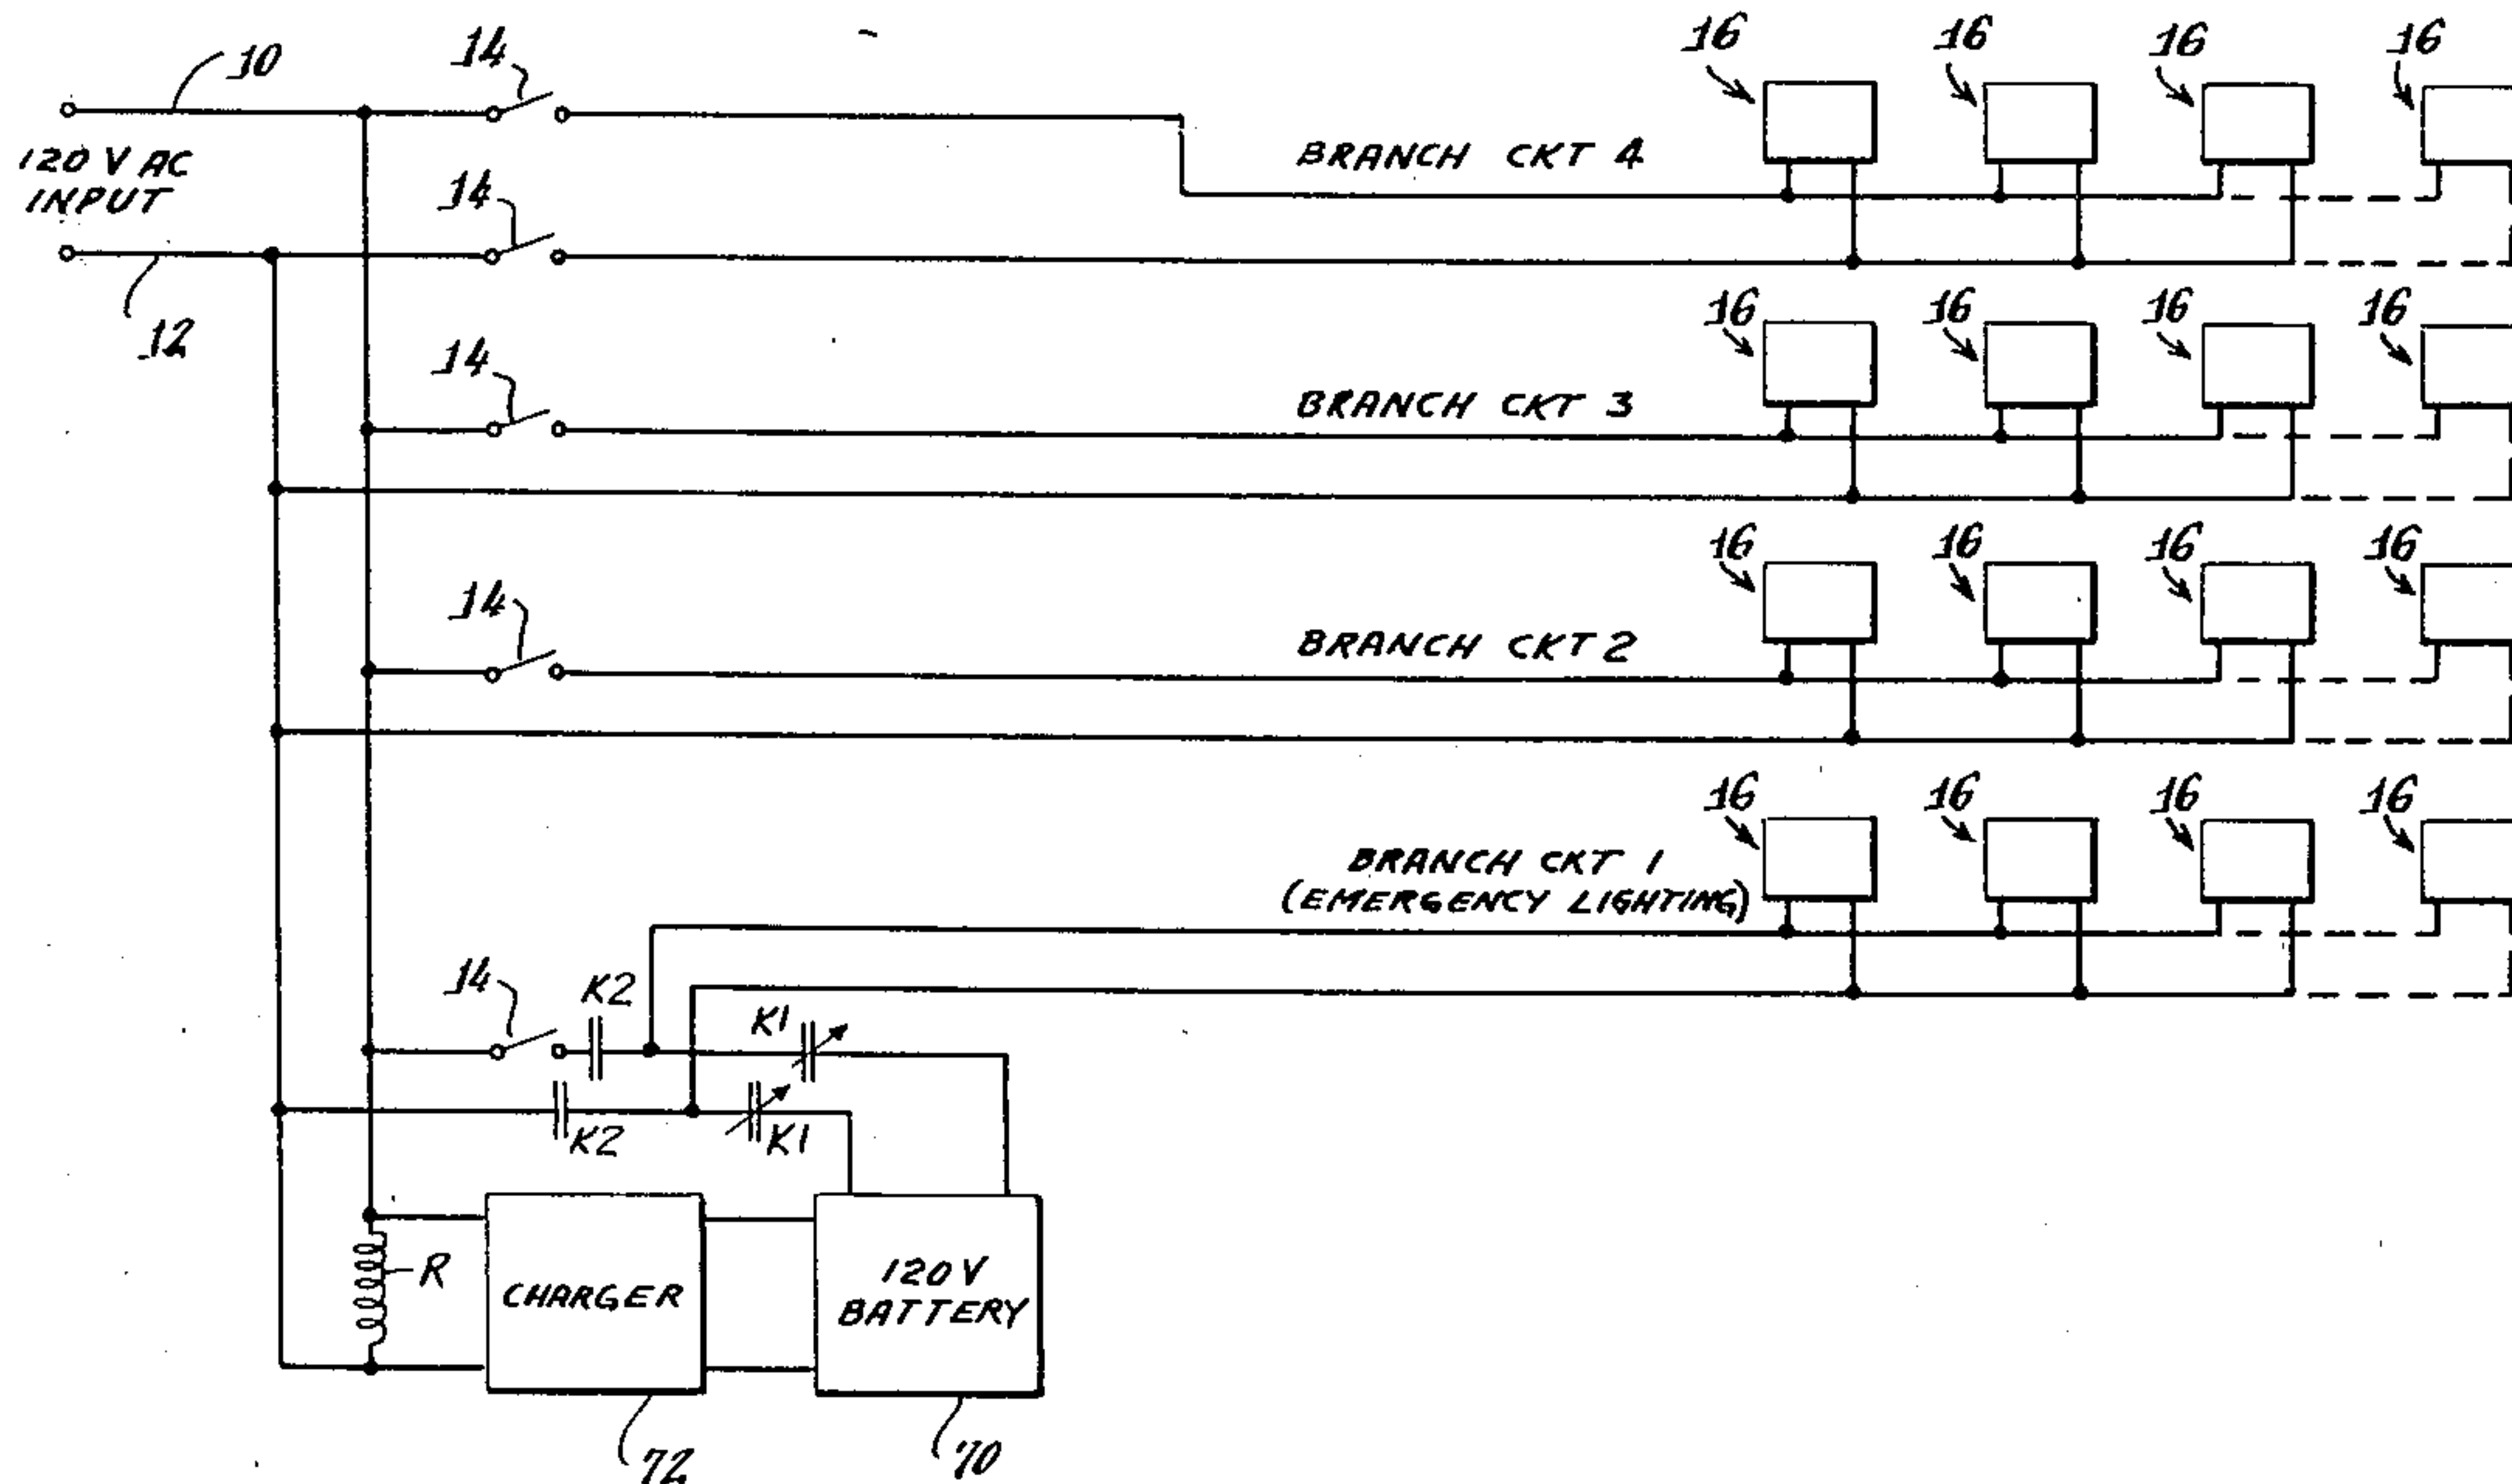 10
14
16
16
16
16
120 V AC
INPUT
BRANCH CKT 4
14
12
16
16
16
16
14
BRANCH CKT 3
16
16
16
16
14
BRANCH CKT 2
16
16
16
16
BRANCH CKT 1
(EMERGENCY LIGHTING)
14
K2
K1
K2
K1
R
CHARGER
120V
BATTERY
72
70